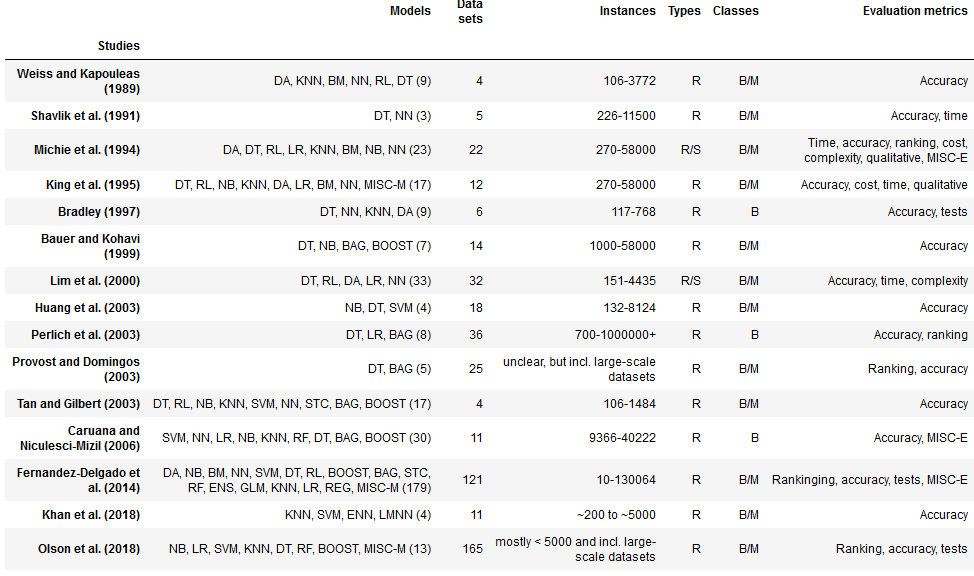 Models Data sets Instances Types Classes Evaluation metrics
Studies
Weiss and Kapouleas (1989) DA, KNN, BM, NN, RL, DT (9) 4 106-3772 R B/M Accuracy
Shavlik et al. (1991) DT, NN (3) 5 226-11500 R B/M Accuracy, time
Michie et al. (1994) DA, DT, RL, LR, KNN, BM, NB, NN (23) 22 270-58000 R/S B/M Time, accuracy, ranking, cost, complexity, qualitative, MISC-E
King et al. (1995) DT, RL, NB, KNN, DA, LR, BM, NN, MISC-M (17) 12 270-58000 R B/M Accuracy, cost, time, qualitative
Bradley (1997) DT, NN, KNN, DA (9) 6 117-768 R B Accuracy, tests
Bauer and Kohavi (1999) DT, NB, BAG, BOOST (7) 14 1000-58000 R B/M Accuracy
Lim et al. (2000) DT, RL, DA, LR, NN (33) 32 151-4435 R/S B/M Accuracy, time, complexity
Huang et al. (2003) NB, DT, SVM (4) 18 132-8124 R B/M Accuracy
Perlich et al. (2003) DT, LR, BAG (8) 36 700-1000000+ R B Accuracy, ranking
Provost and Domingos (2003) DT, BAG (5) 25 unclear, but incl. large-scale datasets R B/M Ranking, accuracy
Tan and Gilbert (2003) DT, RL, NB, KNN, SVM, NN, STC, BAG, BOOST (17) 4 106-1484 R B/M Accuracy
Caruana and Niculesci-Mizil (2006) SVM, NN, LR, NB, KNN, RF, DT, BAG, BOOST (30) 11 9366-40222 R B Accuracy, MISC-E
Fernandez-Delgado et al. (2014) DA, NB, BM, NN, SVM, DT, RL, BOOST, BAG, STC, RF, ENS, GLM, KNN, LR, REG, MISC-M (179) 121 10-130064 R B/M Rankinging, accuracy, tests, MISC-E
Khan et al. (2018) KNN, SVM, ENN, LMNN (4) 11 ~200 to ~5000 R B/M Accuracy
Olson et al. (2018) NB, LR, SVM, KNN, DT, RF, BOOST, MISC-M (13) 165 mostly < 5000 and incl. large-scale datasets R B/M Ranking, accuracy, tests